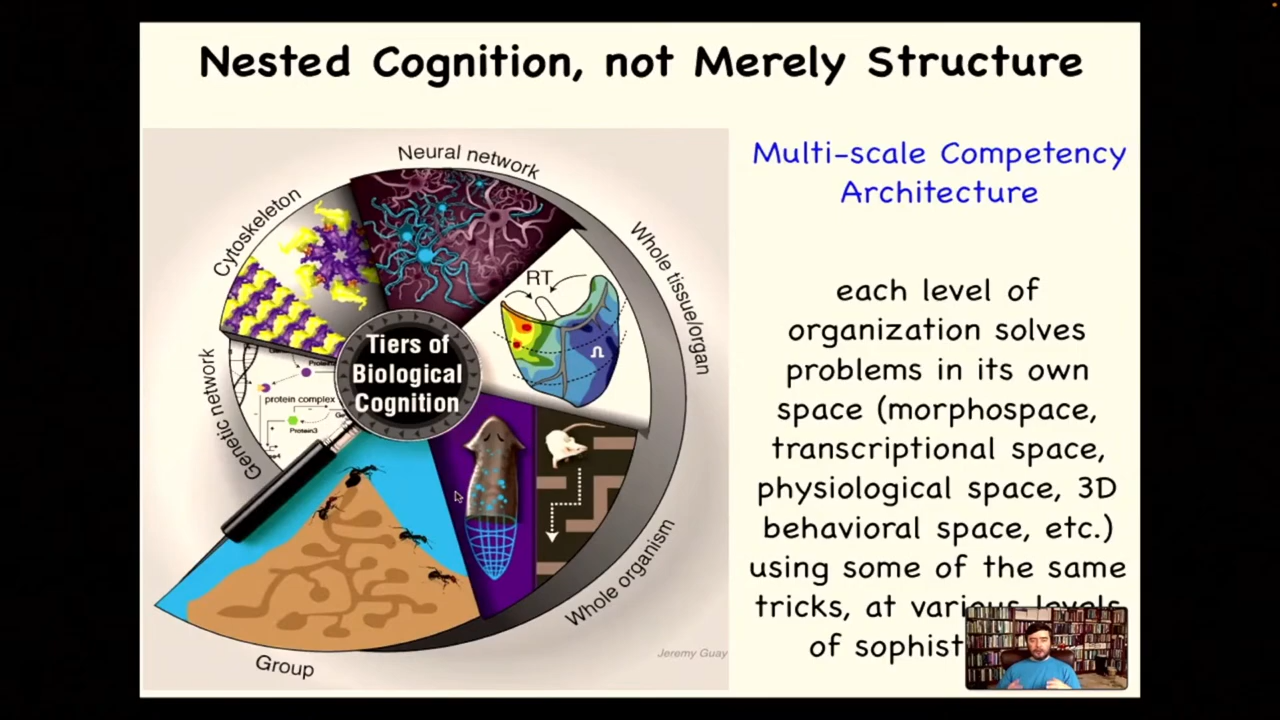 Nested Cognition, not Merely Structure
Neural network
Cytoskeleton
Whole tissue/organ
RT
Tiers of
Biological
Cognition
Genetic network
protein complex
Protein3
Whole organism
Group
Jeremy Guay
Multi-scale Competency
Architecture
each level of
organization solves
problems in its own
space (morphospace,
transcriptional space,
physiological space, 3D
behavioral space, etc.)
using some of the same
tricks, at various levels
of sophist